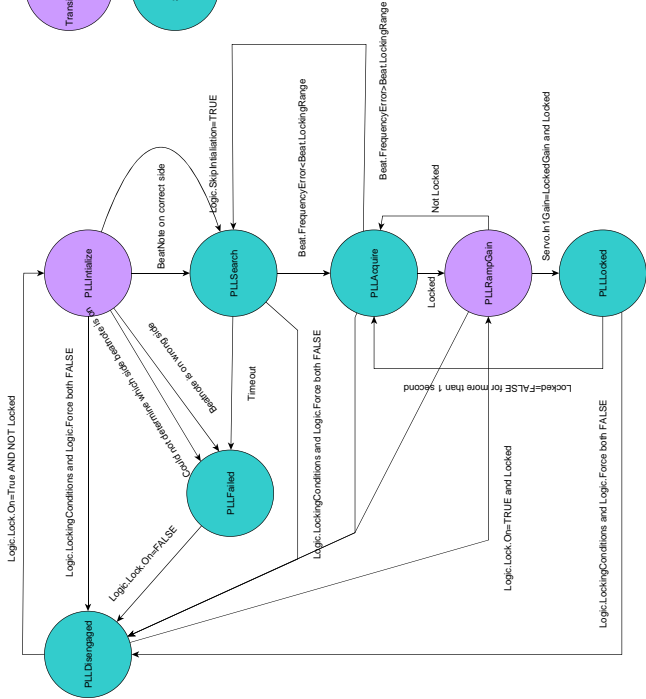 Trans
S
Logic.Lock.On=True AND NOT Locked
PLLIntialize
BeatNote on correct side
Logic.SkipIntialiation=TRUE
PLLSearch
Beat.FrequencyError<Beat.LockingRange
Beat.FrequencyError>Beat.LockingRange
PLLAcquire
Locked
Not Locked
PLLRampGain
Servo.In1Gain=LockedGain and Locked
PLLLocked
Locked=FALSE for more than 1 second
Logic.LockingConditions and Logic.Force both FALSE
Could not determine which side beatnote is on
Beatnote is on wrong side
Timeout
PLLFailed
Logic.Lock.On=FALSE
Logic.LockingConditions and Logic.Force both FALSE
Logic.Lock.On=TRUE and Locked
Logic.LockingConditions and Logic.Force both FALSE
PLLDisengaged